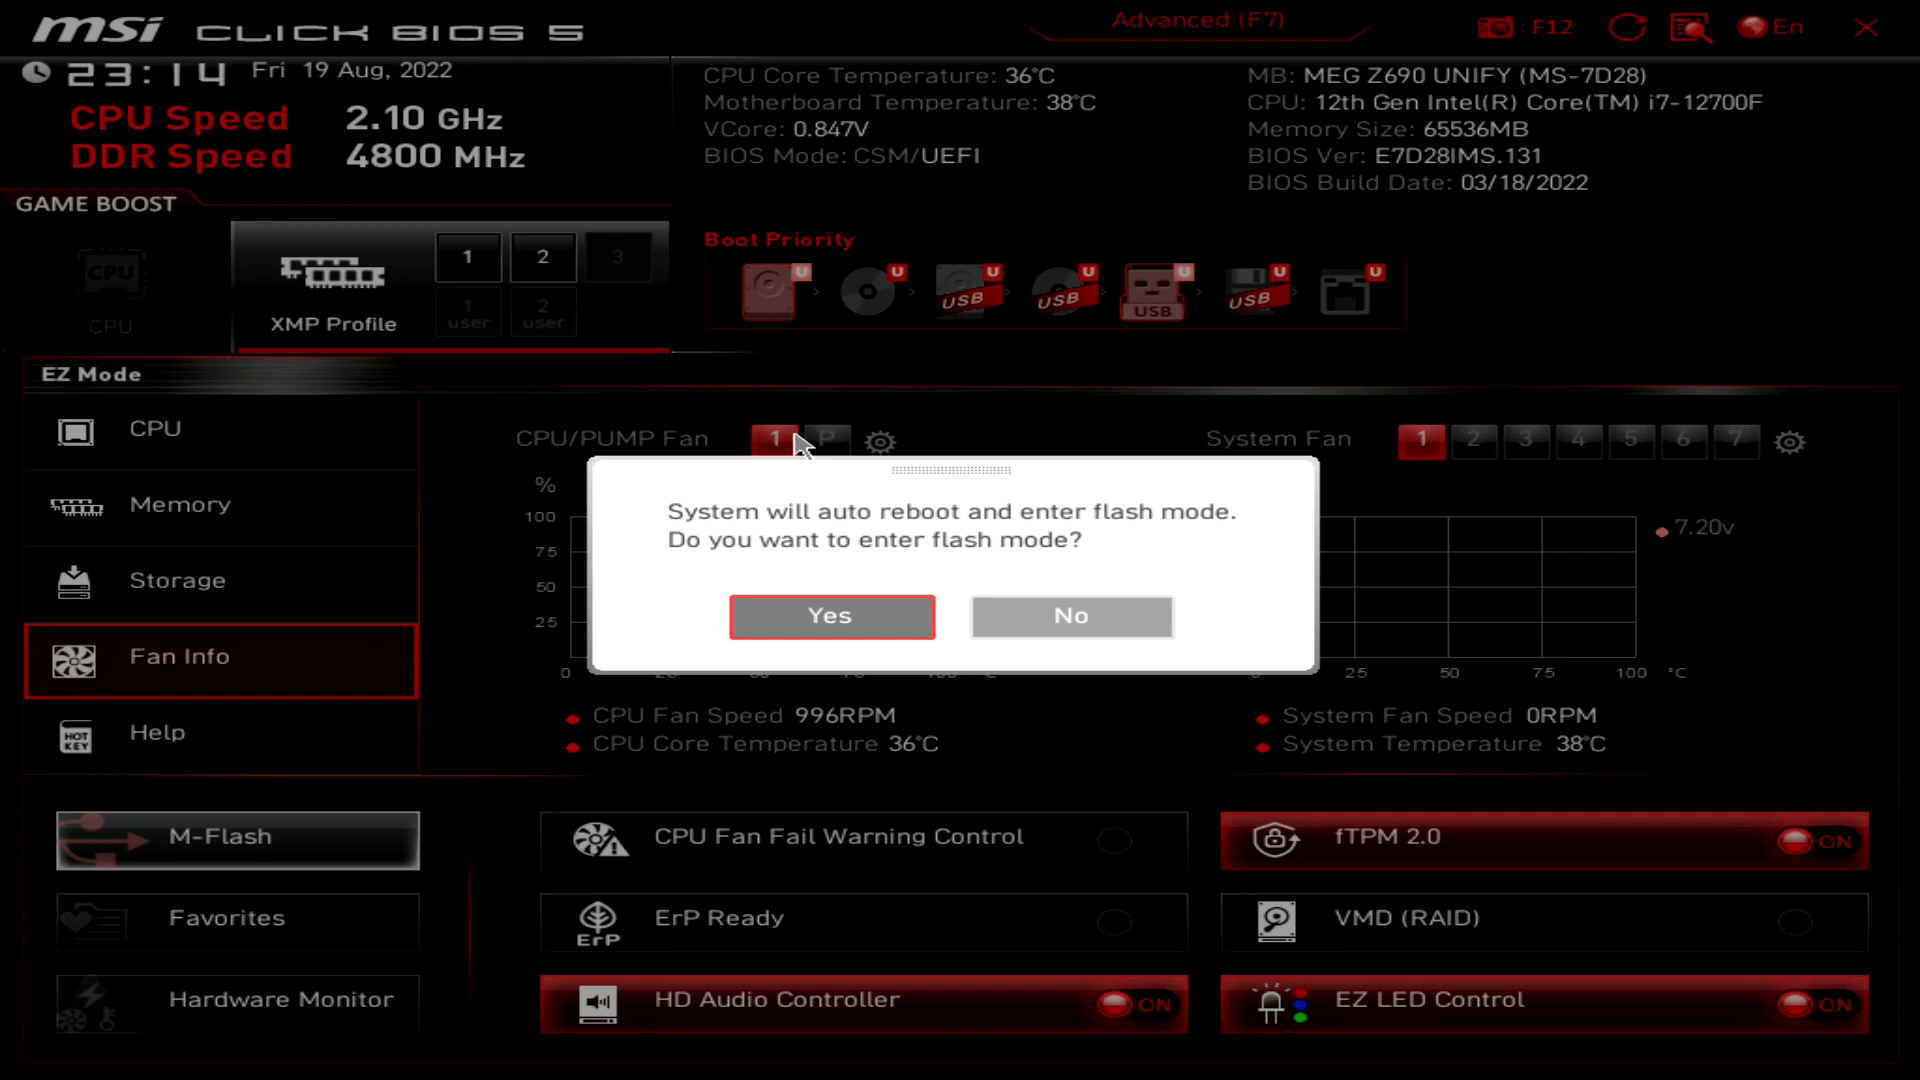 msi CLICK BIOS 5
Advanced (F7)
: F12
En
23:14 Fri 19 Aug, 2022
CPU Speed 2.10 GHz
DDR Speed 4800 MHz
CPU Core Temperature: 36°C
Motherboard Temperature: 38°C
VCore: 0.847V
BIOS Mode: CSM/UEFI
MB: MEG Z690 UNIFY (MS-7D28)
CPU: 12th Gen Intel(R) Core(TM) i7-12700F
Memory Size: 65536MB
BIOS Ver: E7D28IMS.131
BIOS Build Date: 03/18/2022
GAME BOOST
CPU
CPU
XMP Profile
1 2 3
1 user 2 user
Boot Priority
U U U U U U U
USB USB USB USB
EZ Mode
CPU
Memory
Storage
Fan Info
HOT KEY Help
CPU/PUMP Fan 1 P
System Fan 1 2 3 4 5 6 7
%
100
75
50
25
0
7.20v
25 50 75 100 °C
System will auto reboot and enter flash mode.
Do you want to enter flash mode?
Yes No
CPU Fan Speed 996RPM
CPU Core Temperature 36°C
System Fan Speed 0RPM
System Temperature 38°C
M-Flash
Favorites
Hardware Monitor
CPU Fan Fail Warning Control
ErP ErP Ready
HD Audio Controller ON
fTPM 2.0 ON
VMD (RAID)
EZ LED Control ON